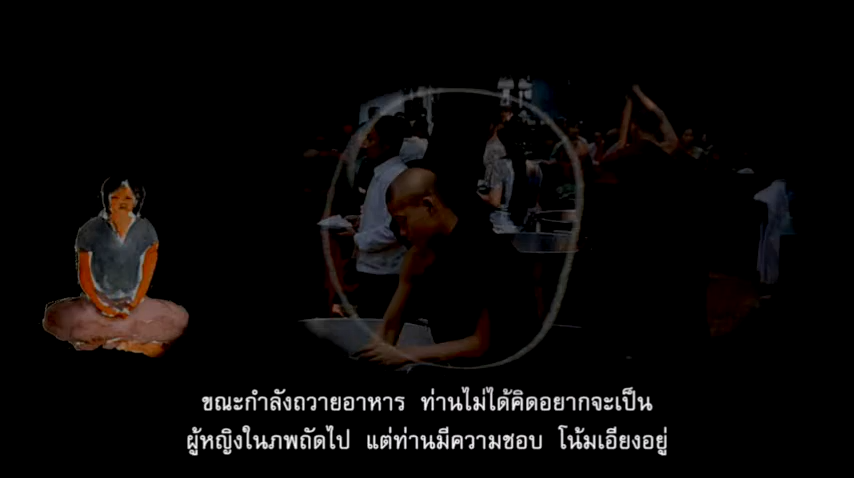 ขณะกำลังถวายอาหาร ท่านไม่ได้คิดอยากจะเป็น
ผู้หญิงในภพถัดไป แต่ท่านมีความชอบ โน้มเอียงอยู่